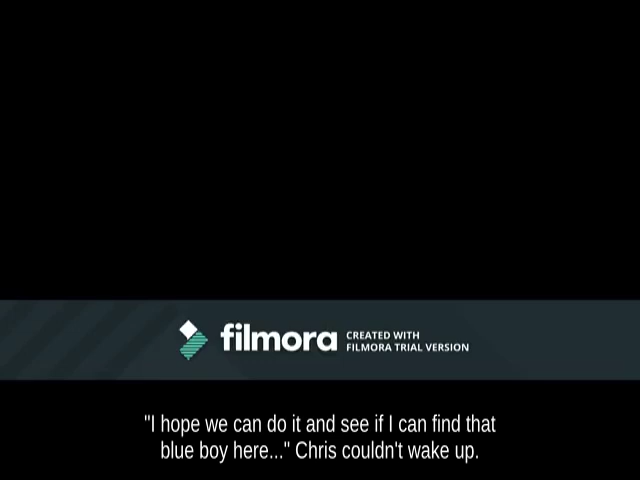 filmora
CREATED WITH
FILMORA TRIAL VERSION
"I hope we can do it and see if I can find that
blue boy here..." Chris couldn't wake up.